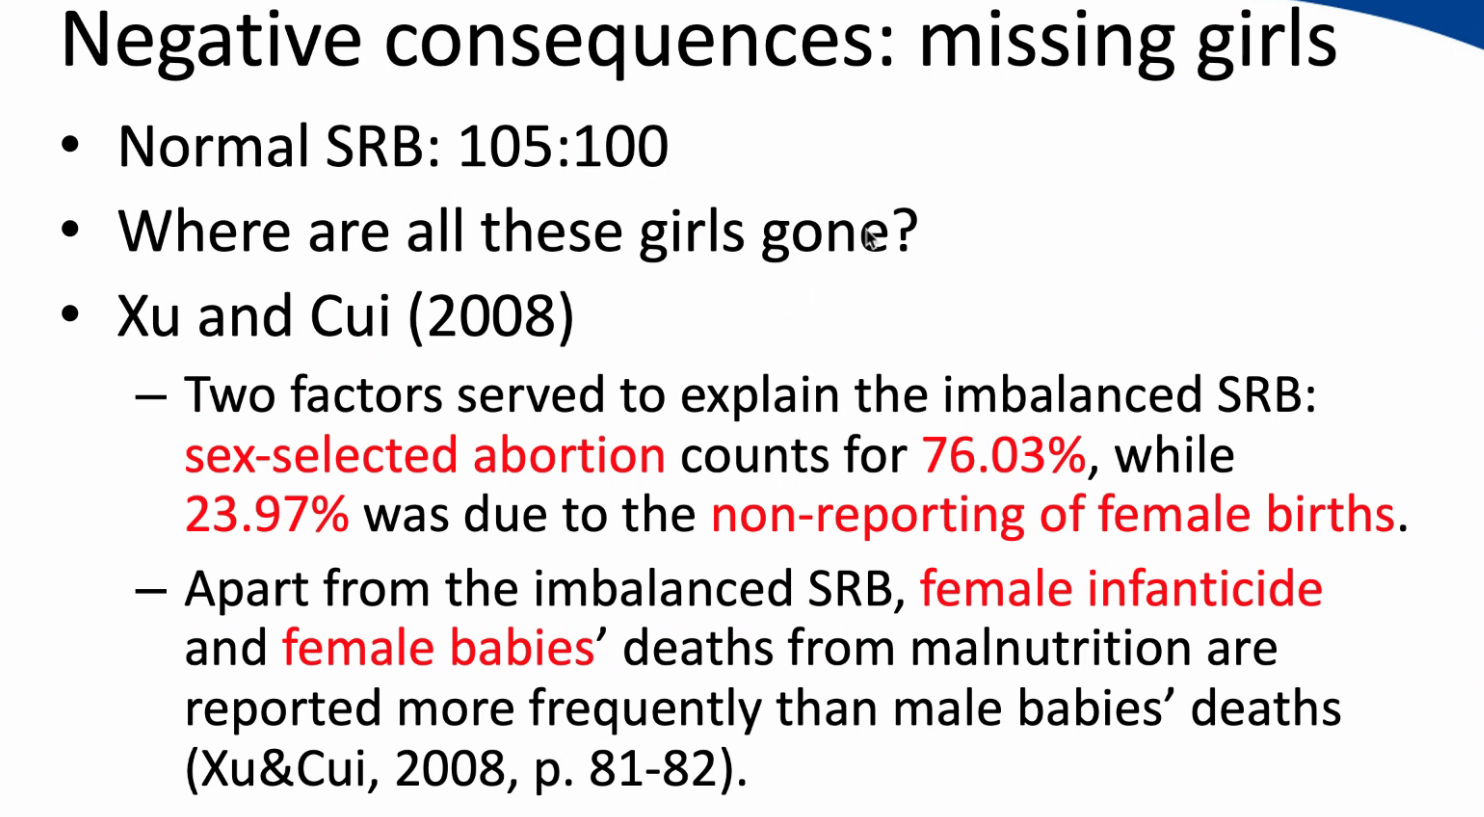 Negative consequences: missing girls
• Normal SRB: 105:100
• Where are all these girls gone?
• Xu and Cui (2008)
– Two factors served to explain the imbalanced SRB:
sex-selected abortion counts for 76.03%, while
23.97% was due to the non-reporting of female births.
– Apart from the imbalanced SRB, female infanticide
and female babies’ deaths from malnutrition are
reported more frequently than male babies’ deaths
(Xu&Cui, 2008, p. 81-82).